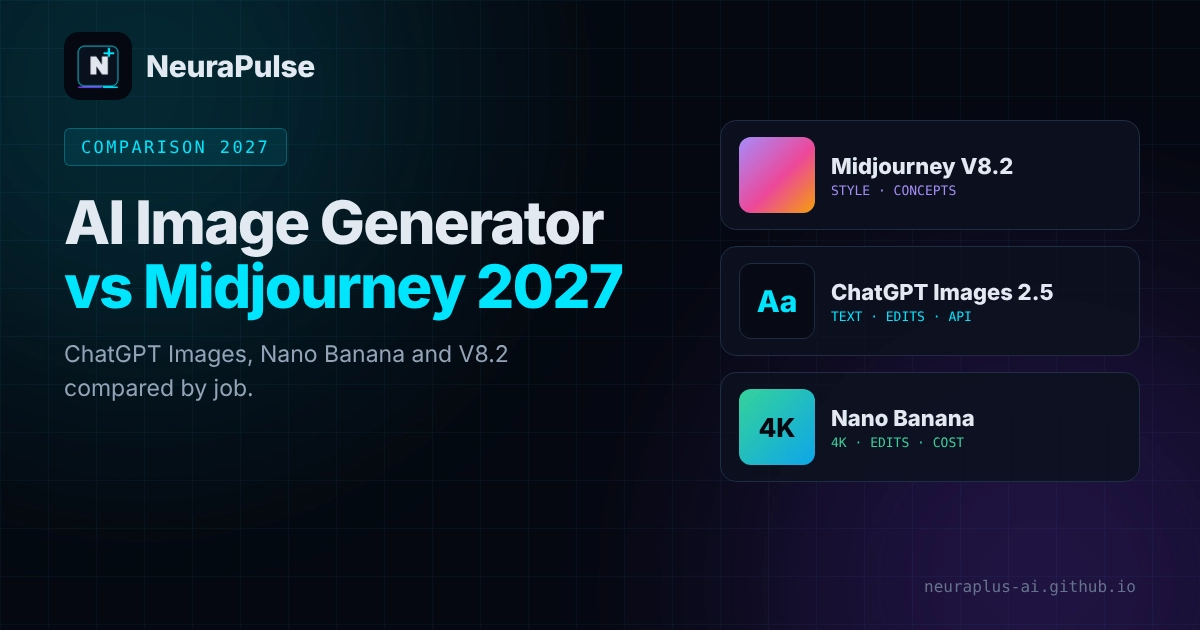 N+
NeuraPulse
COMPARISON 2027
AI Image Generator
vs Midjourney 2027
ChatGPT Images, Nano Banana and V8.2
compared by job.
Midjourney V8.2
STYLE · CONCEPTS
Aa
ChatGPT Images 2.5
TEXT · EDITS · API
4K
Nano Banana
4K · EDITS · COST
neuraplus-ai.github.io